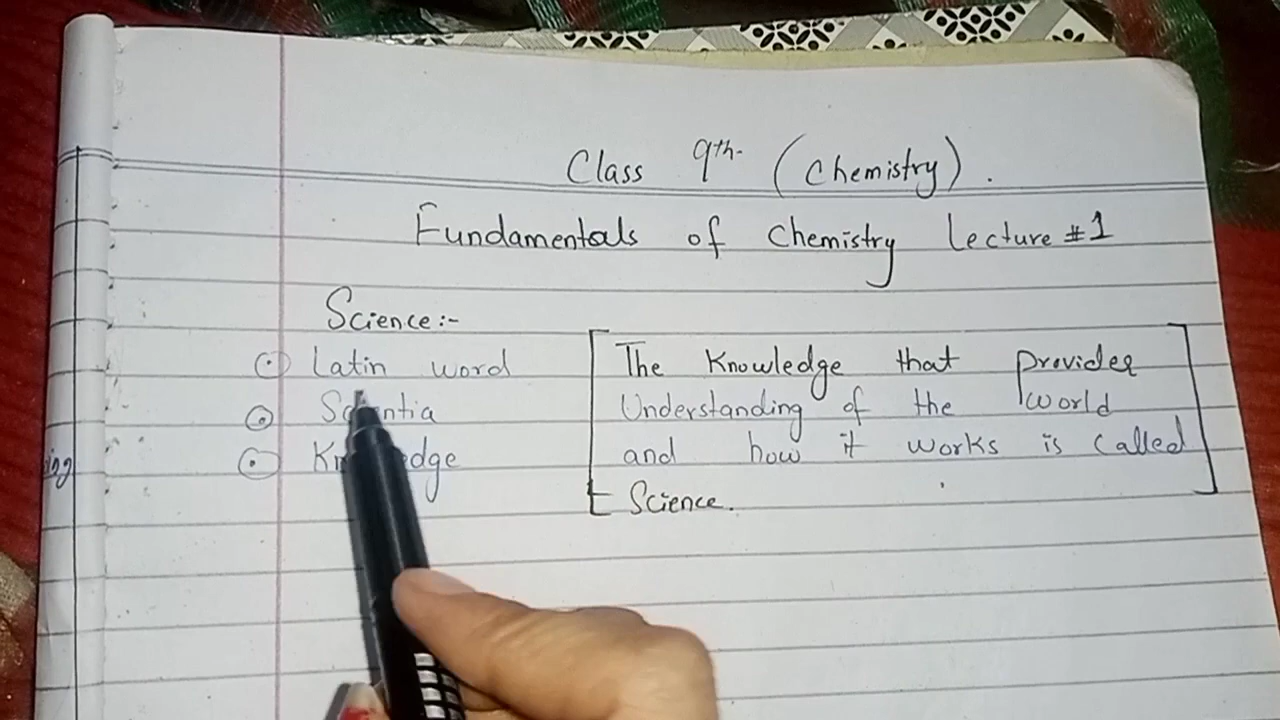 Class 9th. (Chemistry).
Fundamentals of Chemistry Lecture #1
Science:-
Latin word
Knowledge
The Knowledge that provides
Understanding of the world
and how it works is called
Science.